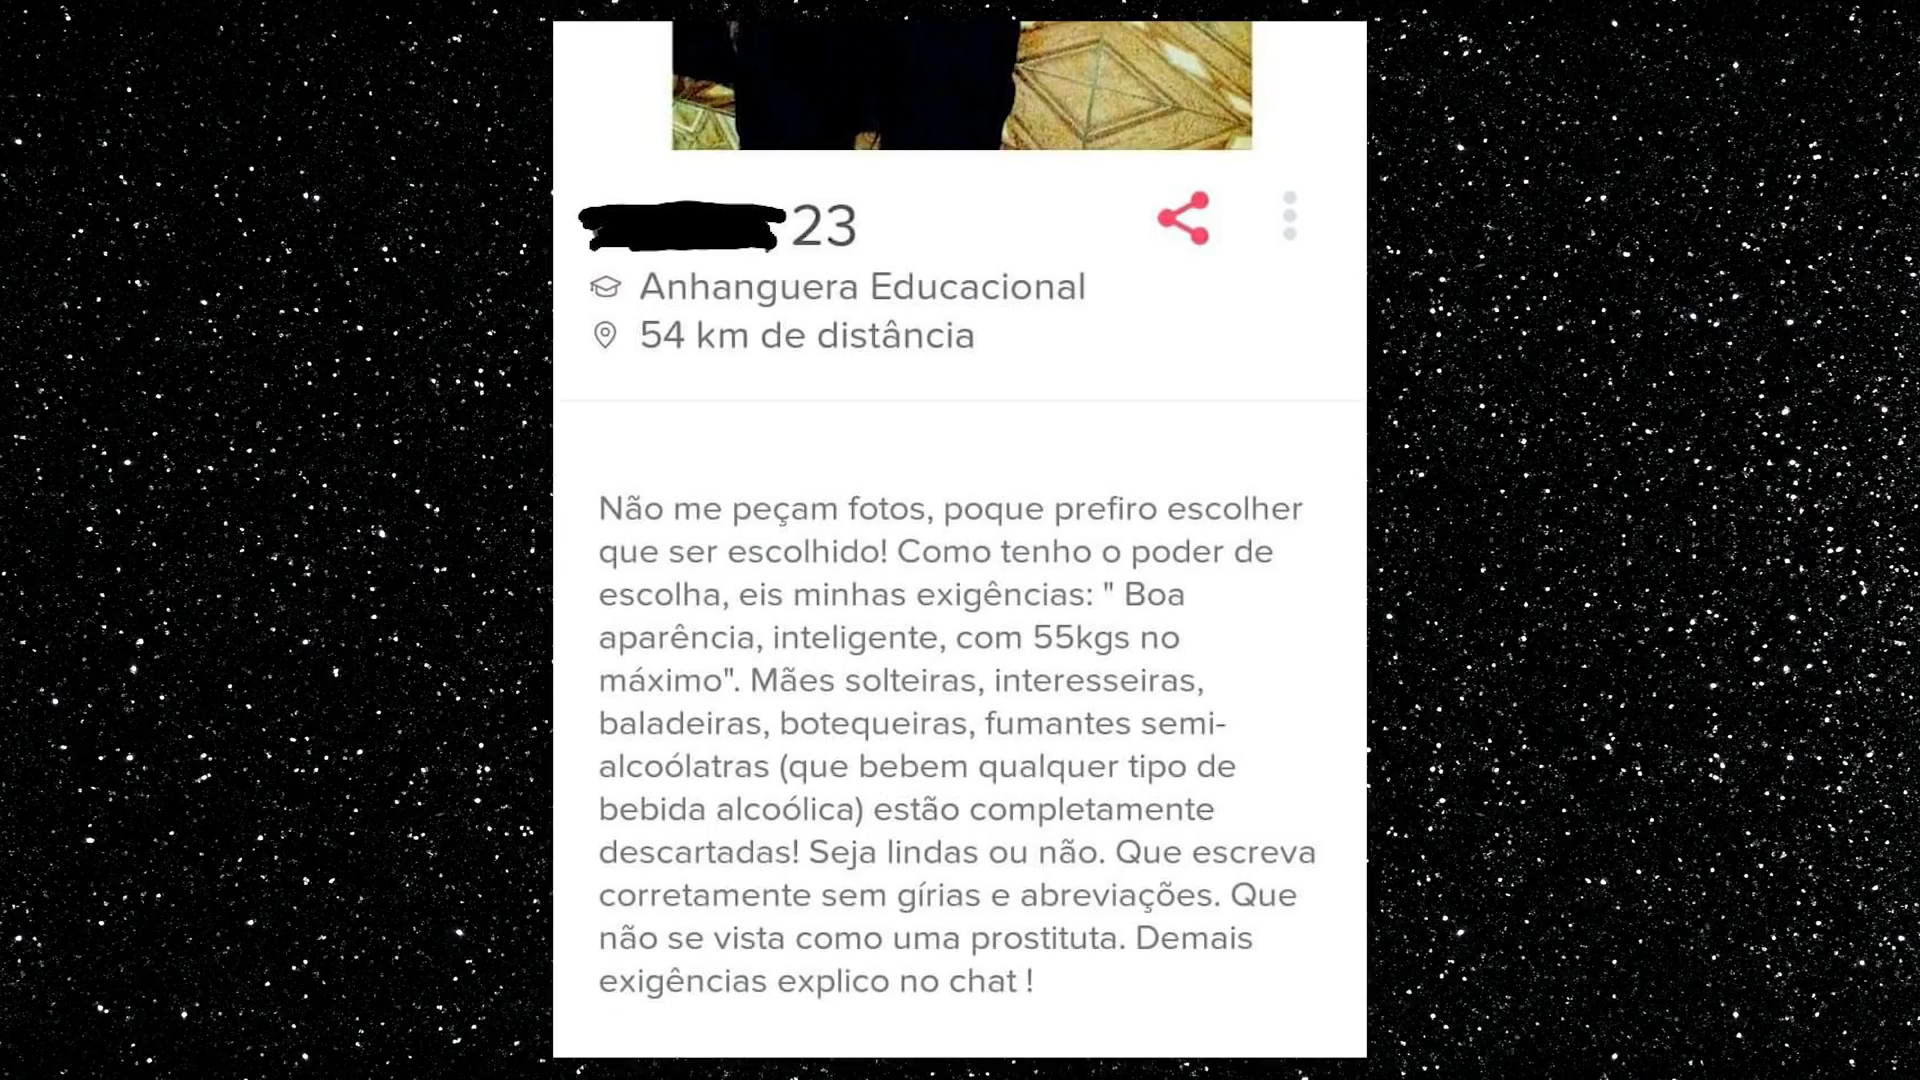 23
Anhanguera Educacional
54 km de distância
Não me peçam fotos, poque prefiro escolher
que ser escolhido! Como tenho o poder de
escolha, eis minhas exigências: " Boa
aparência, inteligente, com 55kgs no
máximo". Mães solteiras, interesseiras,
baladeiras, botequeiras, fumantes semi-
alcoólatras (que bebem qualquer tipo de
bebida alcoólica) estão completamente
descartadas! Seja lindas ou não. Que escreva
corretamente sem gírias e abreviações. Que
não se vista como uma prostituta. Demais
exigências explico no chat !